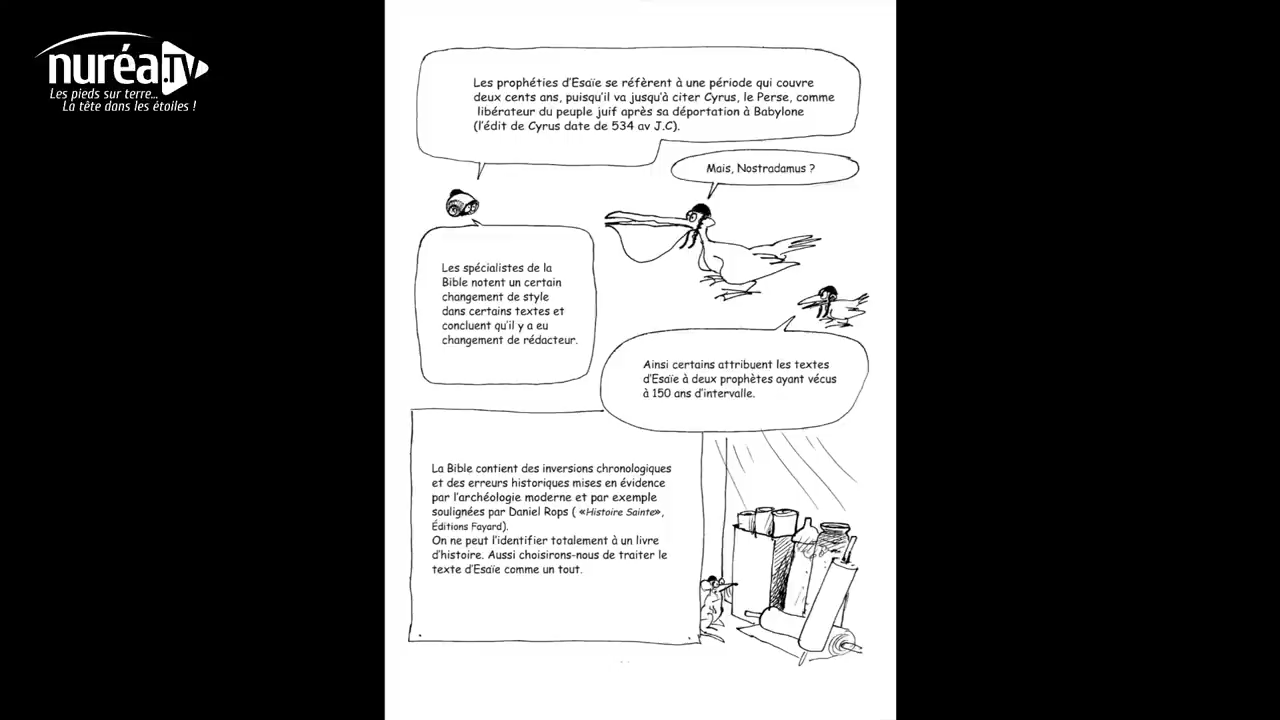 nuréa.TV
Les pieds sur terre...
La tête dans les étoiles !
Les prophéties d'Esaïe se réfèrent à une période qui couvre
deux cents ans, puisqu'il va jusqu'à citer Cyrus, le Perse, comme
libérateur du peuple juif après sa déportation à Babylone
(l'édit de Cyrus date de 534 av J.C).
Mais, Nostradamus ?
Les spécialistes de la
Bible notent un certain
changement de style
dans certains textes et
concluent qu'il y a eu
changement de rédacteur.
Ainsi certains attribuent les textes
d'Esaïe à deux prophètes ayant vécus
à 150 ans d'intervalle.
La Bible contient des inversions chronologiques
et des erreurs historiques mises en évidence
par l'archéologie moderne et par exemple
soulignées par Daniel Rops ( «Histoire Sainte»,
Éditions Fayard).
On ne peut l'identifier totalement à un livre
d'histoire. Aussi choisirons-nous de traiter le
texte d'Esaïe comme un tout.